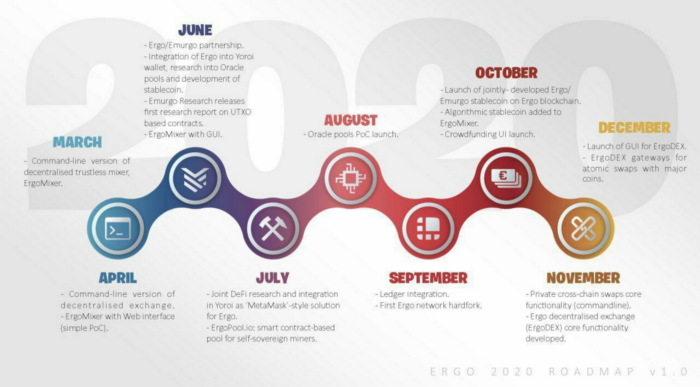 2020
MARCH
- Command-line version of
decentralised trustless mixer,
ErgoMixer.
APRIL
- Command-line version of
decentralised exchange.
- ErgoMixer with Web interface
(simple PoC).
JUNE
- Ergo/Emurgo partnership.
- Integration of Ergo into Yoroi
wallet, research into Oracle
pools and development of
stablecoin.
- Emurgo Research releases
first research report on UTXO
based contracts.
- ErgoMixer with GUI.
JULY
- Joint DeFi research and integration
in Yoroi as 'MetaMask'-style solution
for Ergo.
- ErgoPool.io: smart contract-based
pool for self-sovereign miners.
AUGUST
- Oracle pools PoC launch.
SEPTEMBER
- Ledger integration.
- First Ergo network hardfork.
OCTOBER
- Launch of jointly- developed Ergo/
Emurgo stablecoin on Ergo blockchain.
- Algorithmic stablecoin added to
ErgoMixer.
- Crowdfunding UI launch.
NOVEMBER
- Private cross-chain swaps core
functionality (commandline).
- Ergo decentralised exchange
(ErgoDEX) core functionality
developed.
DECEMBER
- Launch of GUI for ErgoDEX.
- ErgoDEX gateways for
atomic swaps with major
coins.
ERGO 2020 ROADMAP v1.0